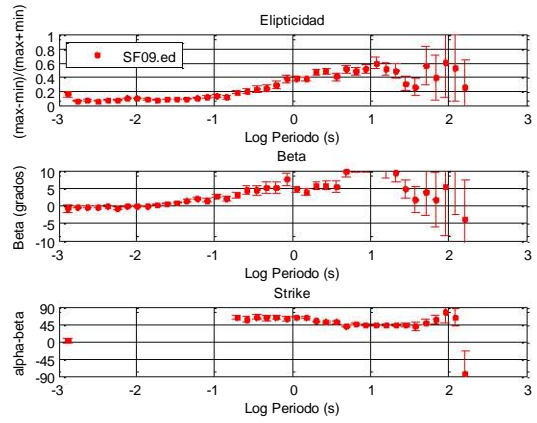 Elipticidad
(max-min)/(max+min)
1
0.8
0.6
0.4
0.2
0
SF09.ed
-3 -2 -1 0 1 2 3
Log Periodo (s)
Beta
Beta (grados)
10
5
0
-5
-10
-3 -2 -1 0 1 2 3
Log Periodo (s)
Strike
alpha-beta
90
45
0
-45
-90
-3 -2 -1 0 1 2 3
Log Periodo (s)